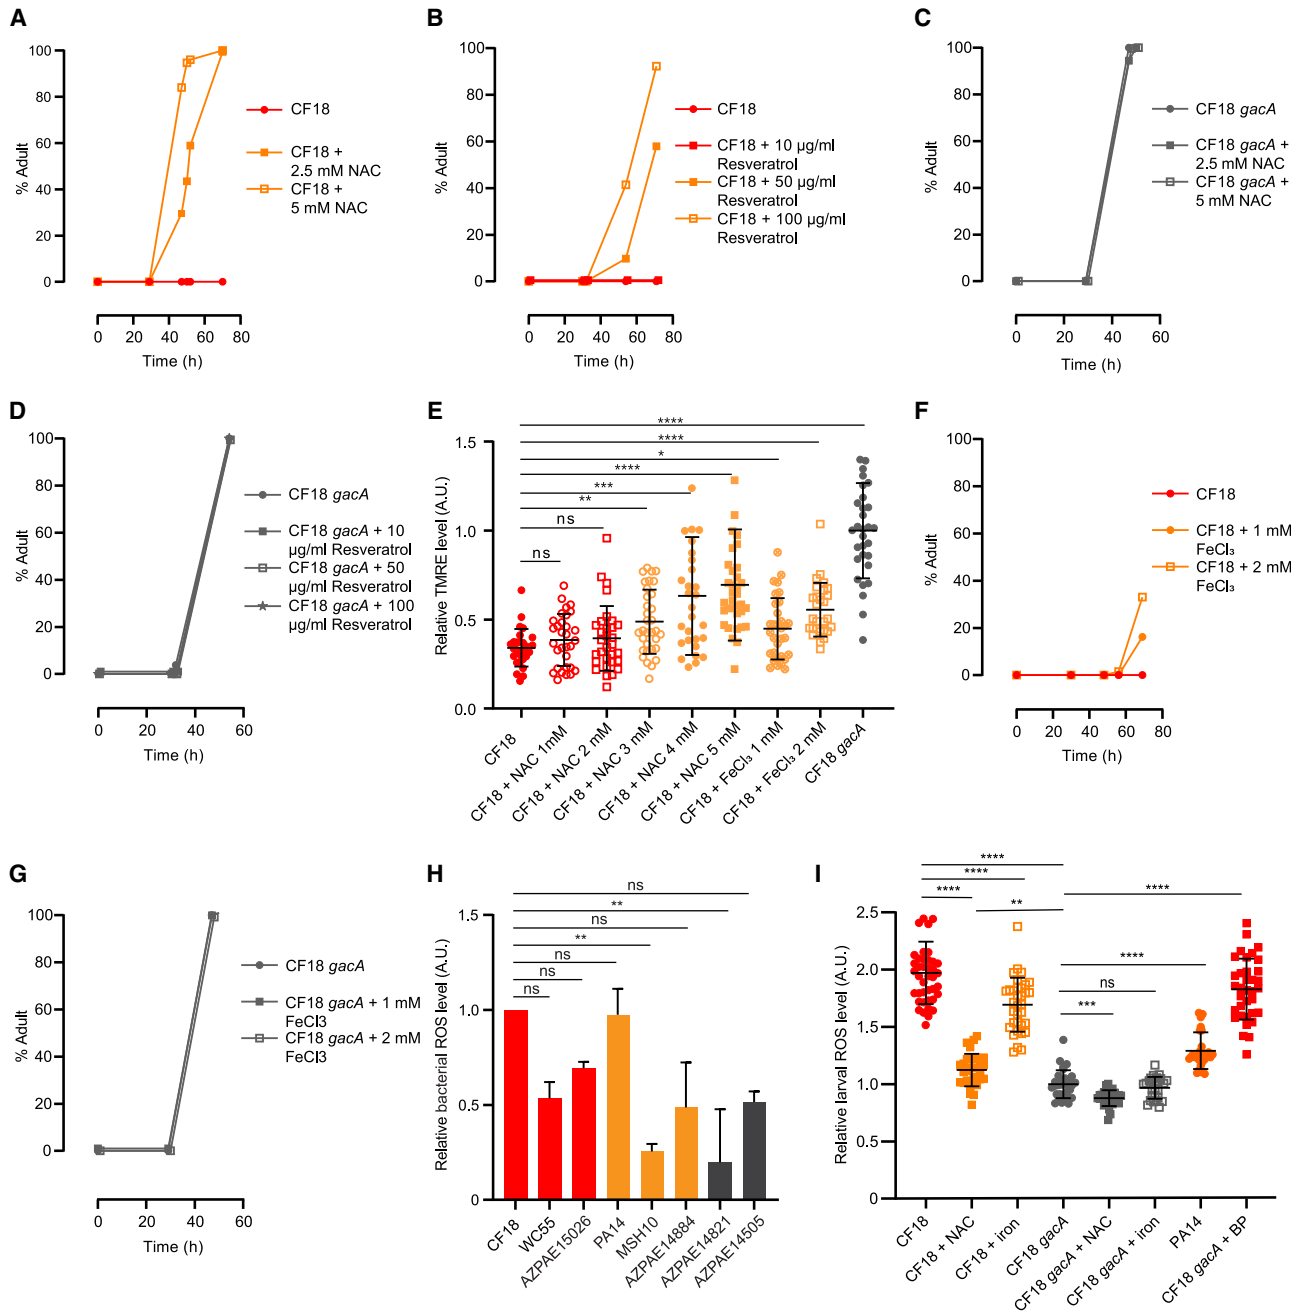 A
100
80
60
40
20
0
% Adult
0 20 40 60 80
Time (h)
CF18
CF18 +
2.5 mM NAC
CF18 +
5 mM NAC
B
100
80
60
40
20
0
% Adult
0 20 40 60 80
Time (h)
CF18
CF18 + 10 µg/ml
Resveratrol
CF18 + 50 µg/ml
Resveratrol
CF18 + 100 µg/ml
Resveratrol
C
100
80
60
40
20
0
% Adult
0 20 40 60
Time (h)
CF18 gacA
CF18 gacA +
2.5 mM NAC
CF18 gacA +
5 mM NAC
D
100
80
60
40
20
0
% Adult
0 20 40 60
Time (h)
CF18 gacA
CF18 gacA + 10
µg/ml Resveratrol
CF18 gacA + 50
µg/ml Resveratrol
CF18 gacA + 100
µg/ml Resveratrol
E
****
****
*
****
***
**
ns
ns
1.5
1.0
0.5
0.0
Relative TMRE level (A.U.)
CF18
CF18 + NAC 1mM
CF18 + NAC 2 mM
CF18 + NAC 3 mM
CF18 + NAC 4 mM
CF18 + NAC 5 mM
CF18 + FeCl₃ 1 mM
CF18 + FeCl₃ 2 mM
CF18 gacA
F
100
80
60
40
20
0
% Adult
0 20 40 60 80
Time (h)
CF18
CF18 + 1 mM
FeCl₃
CF18 + 2 mM
FeCl₃
G
100
80
60
40
20
0
% Adult
0 20 40 60
Time (h)
CF18 gacA
CF18 gacA + 1 mM
FeCl3
CF18 gacA + 2 mM
FeCl3
H
ns
**
ns
**
ns
ns
ns
1.5
1.0
0.5
0
Relative bacterial ROS level (A.U.)
CF18
WC55
AZPAE15026
PA14
MSH10
AZPAE14884
AZPAE14821
AZPAE14505
I
****
****
****
****
**
****
ns
***
2.5
2.0
1.5
1.0
0.5
0
Relative larval ROS level (A.U.)
CF18
CF18 + NAC
CF18 + iron
CF18 gacA
CF18 gacA + NAC
CF18 gacA + iron
PA14
CF18 gacA + BP